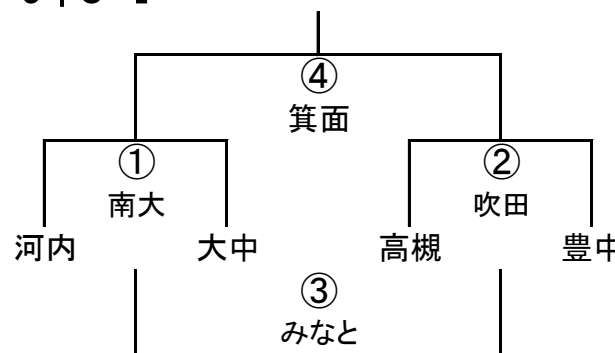 ④
箕面
① ②
南大 吹田
河内 大中 高槻 豊中
③
みなと